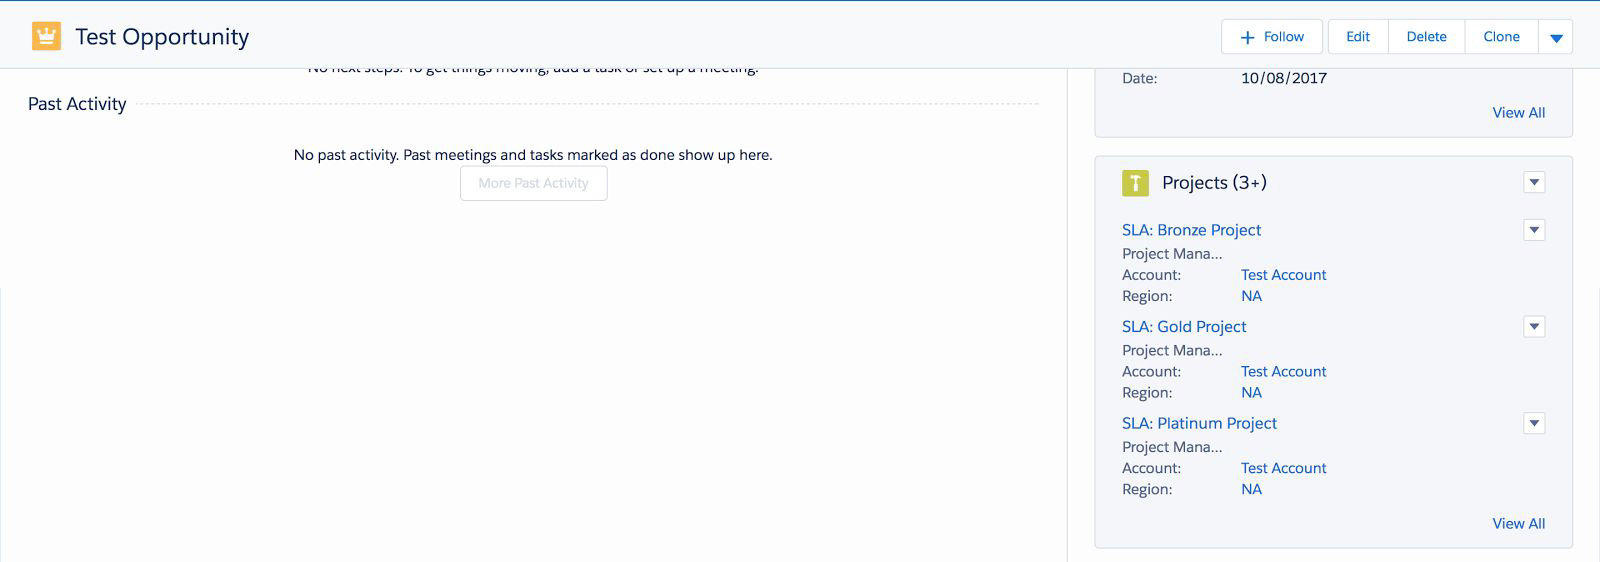 Test Opportunity
Follow Edit Delete Clone
No next steps. To get things moving, add a task or set up a meeting.
Past Activity
No past activity. Past meetings and tasks marked as done show up here.
More Past Activity
Date: 10/08/2017
View All
Projects (3+)
SLA: Bronze Project
Project Mana...
Account: Test Account
Region: NA
SLA: Gold Project
Project Mana...
Account: Test Account
Region: NA
SLA: Platinum Project
Project Mana...
Account: Test Account
Region: NA
View All